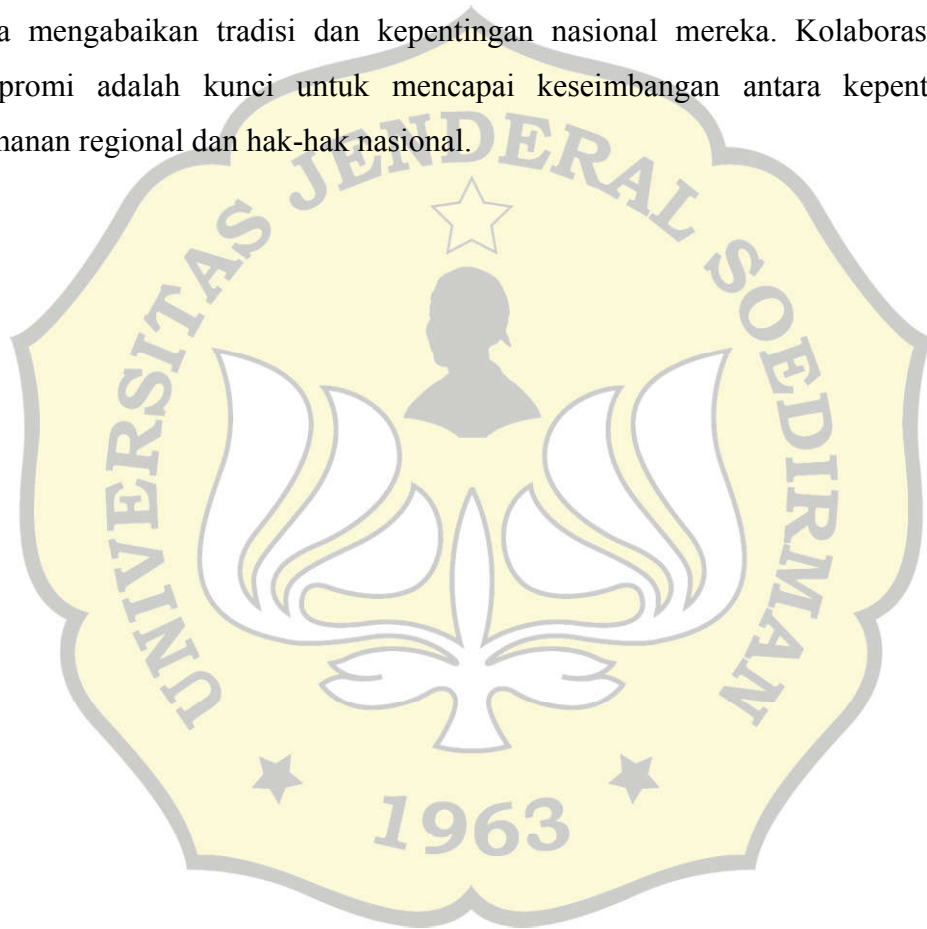 a mengabaikan tradisi dan kepentingan nasional mereka. Kolaboras
promi adalah kunci untuk mencapai keseimbangan antara kepent
manan regional dan hak-hak nasional.
UNIVERSITAS JENDERAL SOEDIRMAN
1963